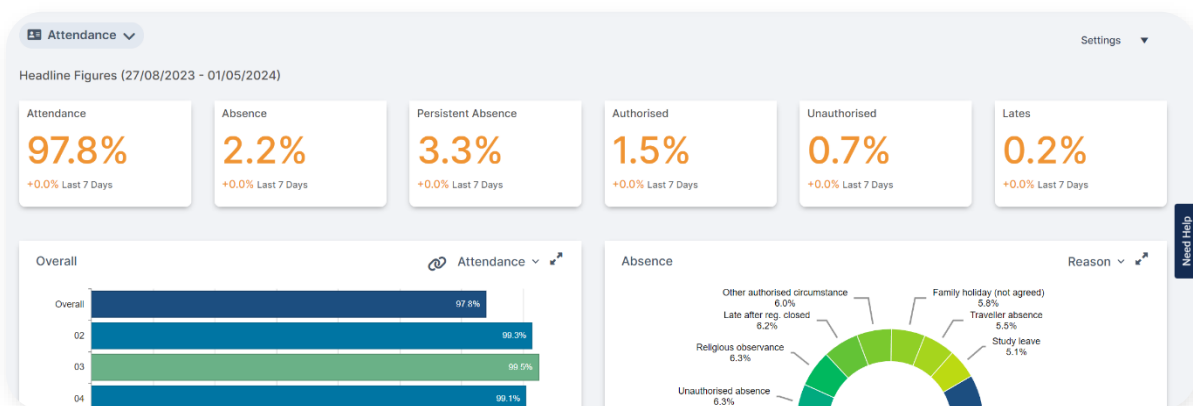 Attendance
Settings
Headline Figures (27/08/2023 - 01/05/2024)
Attendance
97.8%
+0.0% Last 7 Days
Absence
2.2%
+0.0% Last 7 Days
Persistent Absence
3.3%
+0.0% Last 7 Days
Authorised
1.5%
+0.0% Last 7 Days
Unauthorised
0.7%
+0.0% Last 7 Days
Lates
0.2%
+0.0% Last 7 Days
Need Help
Overall
Attendance
Overall
97.8%
02
99.3%
03
99.5%
04
99.1%
Absence
Reason
Other authorised circumstance
6.0%
Late after reg. closed
6.2%
Religious observance
6.3%
Unauthorised absence
6.3%
Family holiday (not agreed)
5.8%
Traveller absence
5.5%
Study leave
5.1%